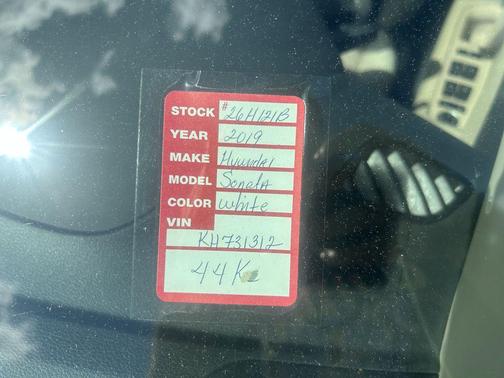 STOCK #26H121B
YEAR 2019
MAKE Hyundai
MODEL Sonata
COLOR white
VIN
KH731312
44K